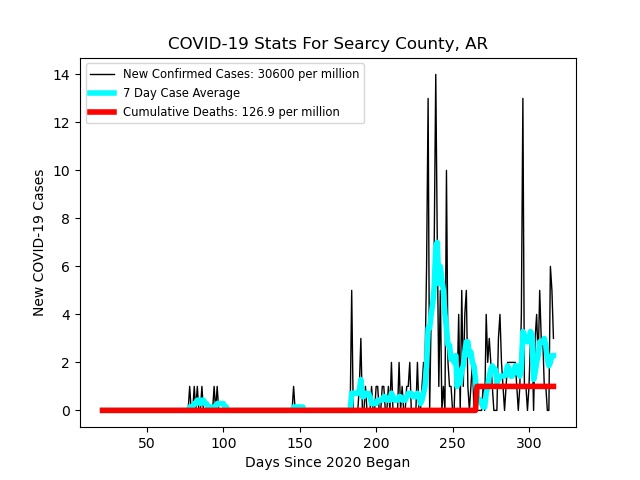 COVID-19 Stats For Searcy County, AR
New Confirmed Cases: 30600 per million
7 Day Case Average
Cumulative Deaths: 126.9 per million
New COVID-19 Cases
14
12
10
8
6
4
2
0
50 100 150 200 250 300
Days Since 2020 Began